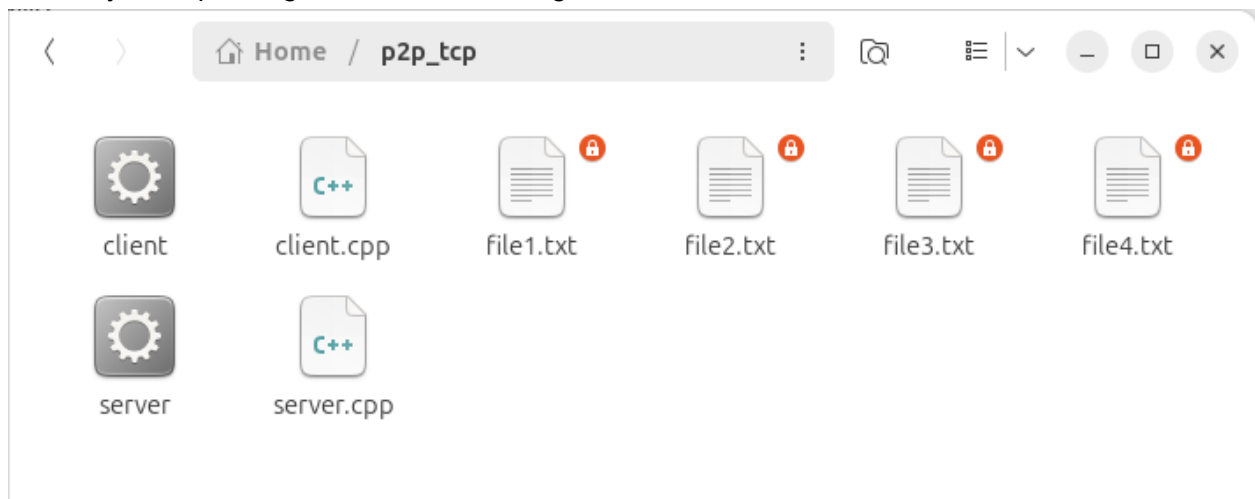 Home / p2p_tcp
C++
client
client.cpp
file1.txt
file2.txt
file3.txt
file4.txt
C++
server
server.cpp